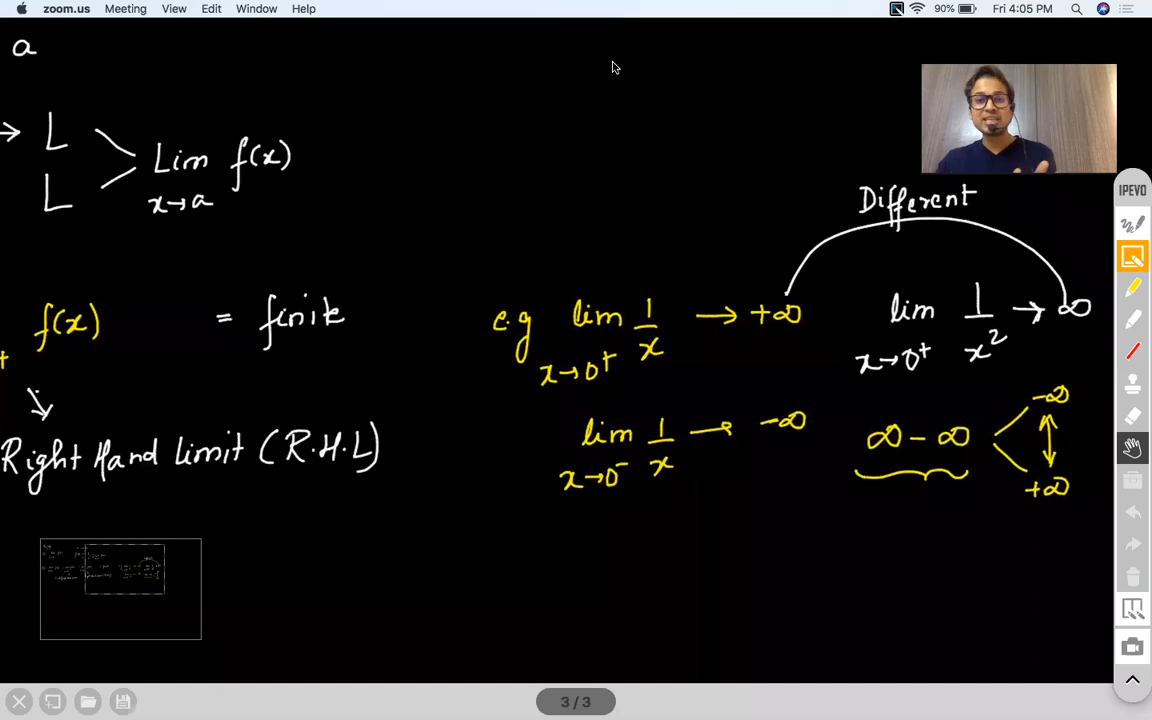 zoom.us Meeting View Edit Window Help 90% Fri 4:05 PM
a
→ L
L
Lim f(x)
x→a
IPEVO
Different
f(x) = finite
+
e.g lim 1/x → +∞
x→0⁺
lim 1/x² → ∞
x→0⁺
lim 1/x → -∞
x→0⁻
∞ - ∞
-∞
+∞
Right Hand Limit (R.H.L)
3 / 3